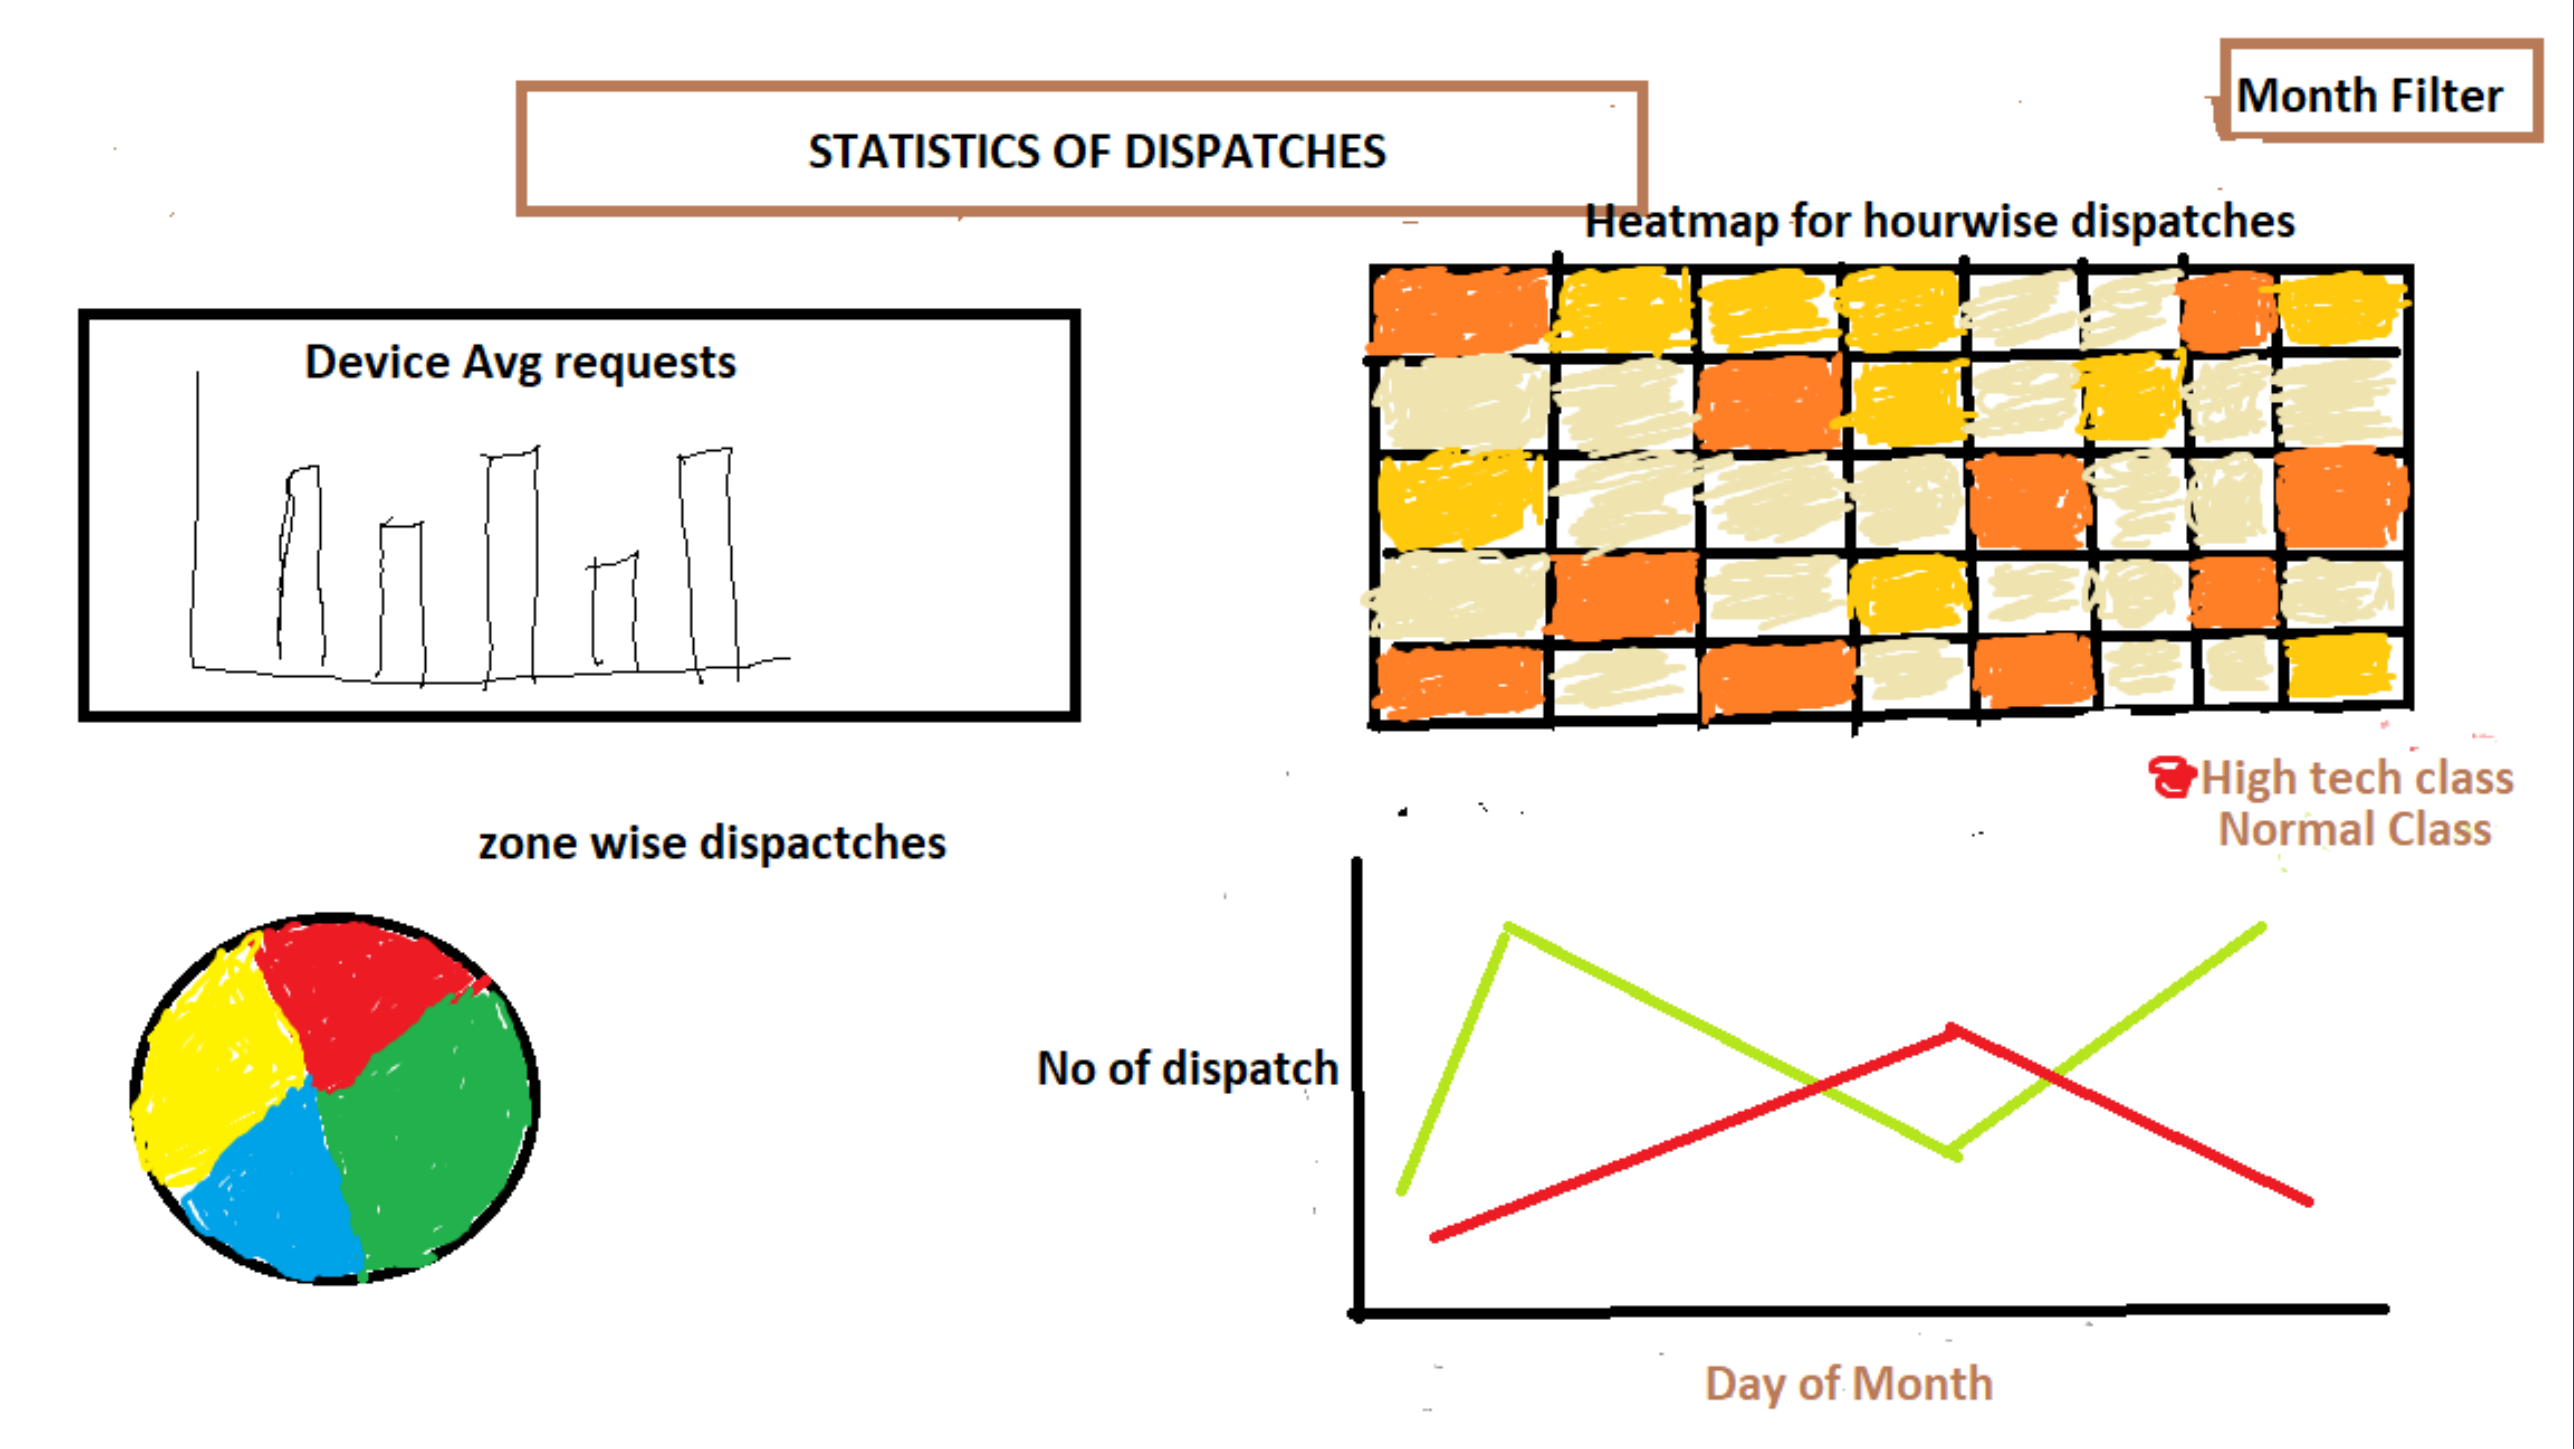 Month Filter
STATISTICS OF DISPATCHES
Heatmap for hourwise dispatches
Device Avg requests
High tech class
Normal Class
zone wise dispactches
No of dispatch
Day of Month